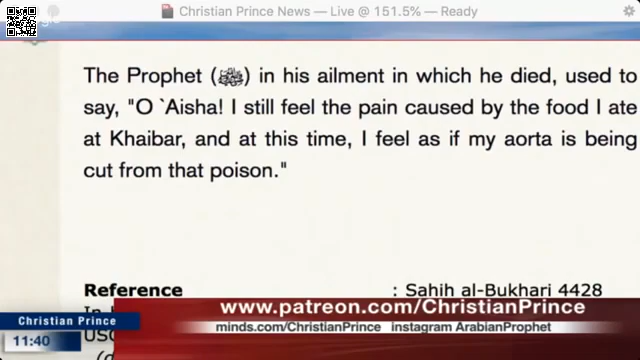 Christian Prince News — Live @ 151.5% — Ready
The Prophet (ﷺ) in his ailment in which he died, used to
say, "O `Aisha! I still feel the pain caused by the food I ate
at Khaibar, and at this time, I feel as if my aorta is being
cut from that poison."
Reference : Sahih al-Bukhari 4428
www.patreon.com/ChristianPrince
Christian Prince
minds.com/ChristianPrince instagram ArabianProphet
11:40